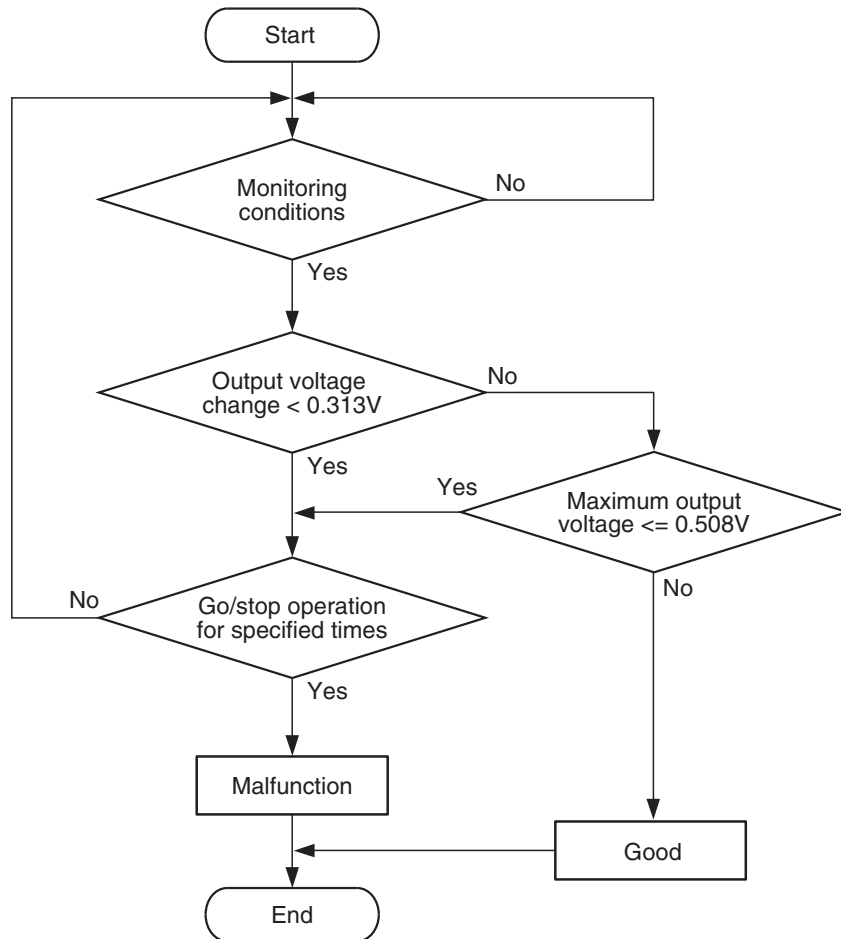 Start
Monitoring
conditions
No
Yes
Output voltage
change < 0.313V
No
Yes
Yes
Maximum output
voltage <= 0.508V
No
No
Go/stop operation
for specified times
Yes
Malfunction
Good
End